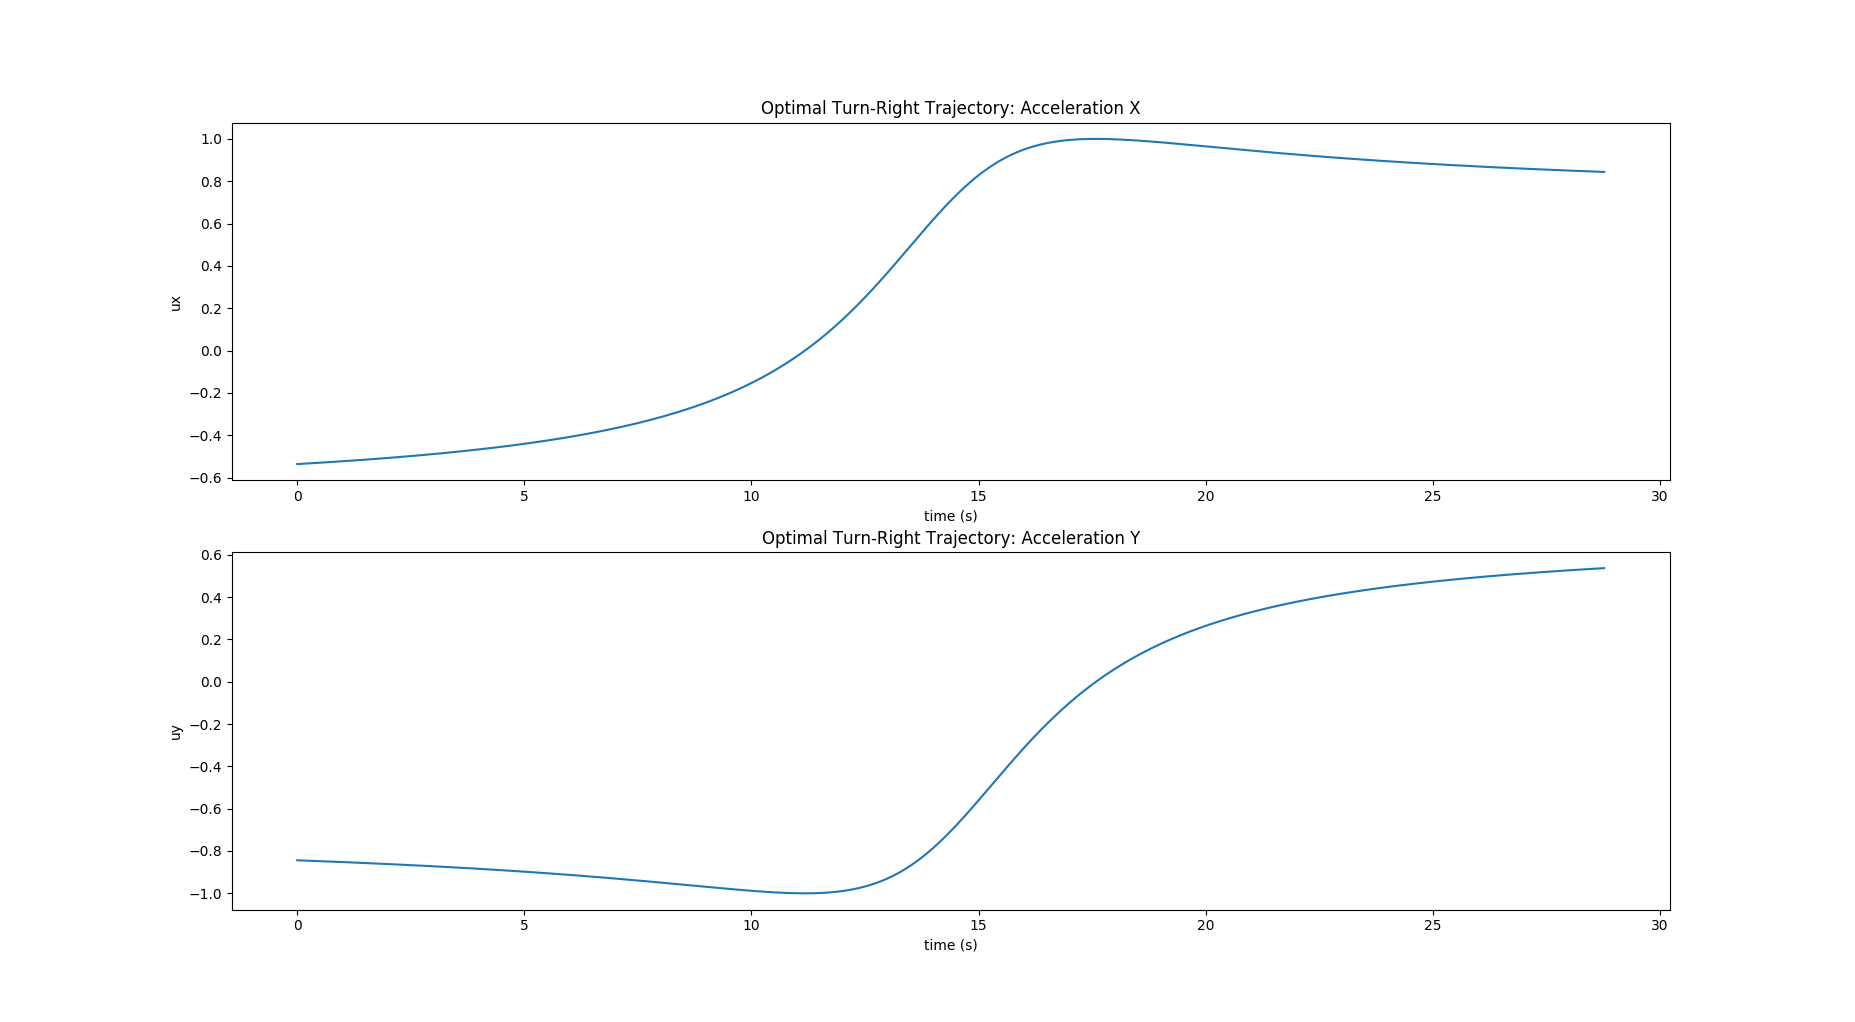 Optimal Turn-Right Trajectory: Acceleration X
1.0
0.8
0.6
0.4
0.2
0.0
−0.2
−0.4
−0.6
ux
0 5 10 15 20 25 30
time (s)
Optimal Turn-Right Trajectory: Acceleration Y
0.6
0.4
0.2
0.0
−0.2
−0.4
−0.6
−0.8
−1.0
uy
0 5 10 15 20 25 30
time (s)